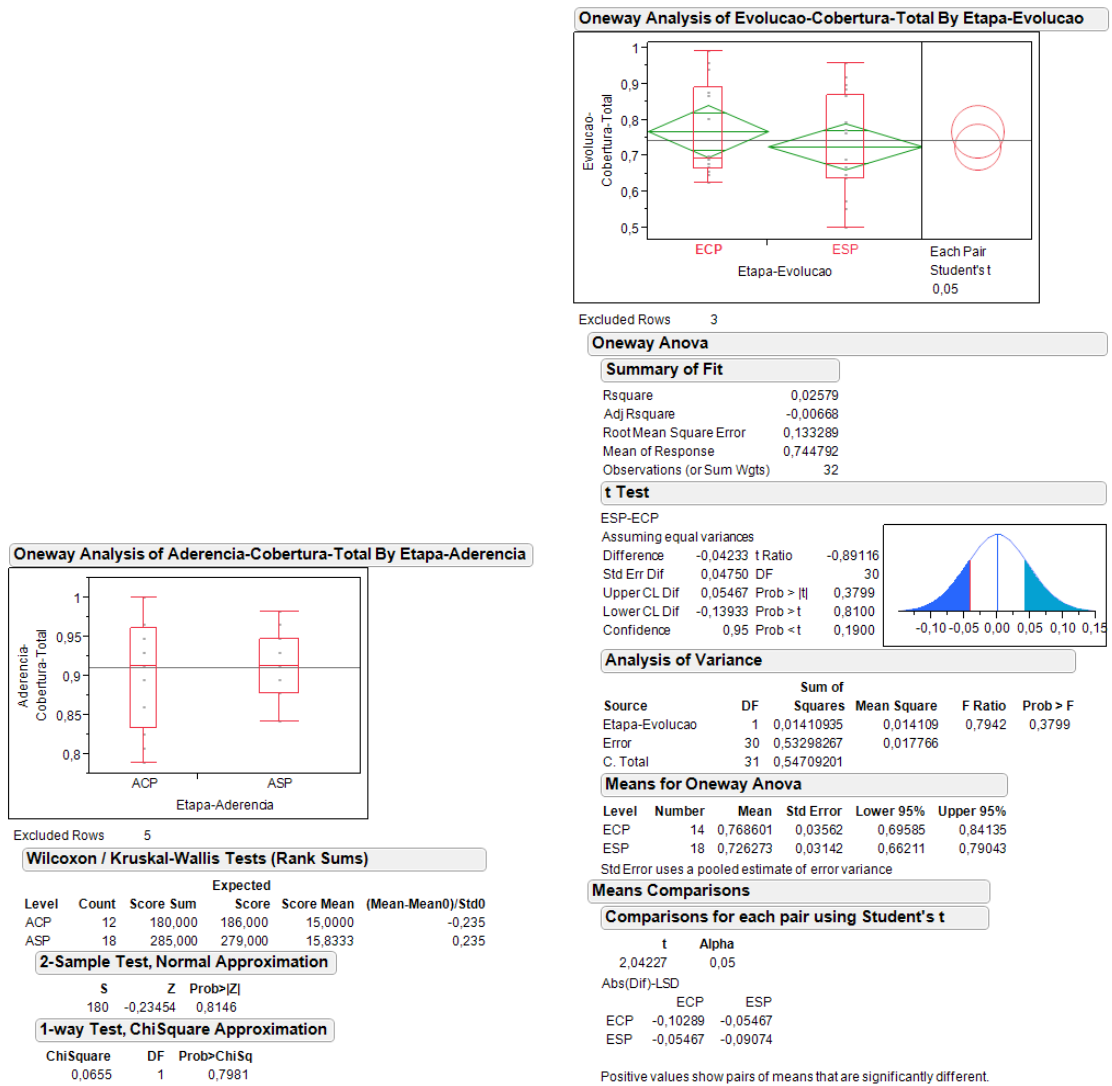 Oneway Analysis of Evolucao-Cobertura-Total By Etapa-Evolucao
Evolucao-
Cobertura-Total
1
0,9
0,8
0,7
0,6
0,5
ECP ESP
Etapa-Evolucao
Each Pair
Student's t
0,05
Excluded Rows 3
Oneway Anova
Summary of Fit
Rsquare 0,02579
Adj Rsquare -0,00668
Root Mean Square Error 0,133289
Mean of Response 0,744792
Observations (or Sum Wgts) 32
t Test
ESP-ECP
Assuming equal variances
Difference -0,04233 t Ratio -0,89116
Std Err Dif 0,04750 DF 30
Upper CL Dif 0,05467 Prob > |t| 0,3799
Lower CL Dif -0,13933 Prob > t 0,8100
Confidence 0,95 Prob < t 0,1900
-0,10 -0,05 0,00 0,05 0,10 0,15
Analysis of Variance
Sum of
Source DF Squares Mean Square F Ratio Prob > F
Etapa-Evolucao 1 0,01410935 0,014109 0,7942 0,3799
Error 30 0,53298267 0,017766
C. Total 31 0,54709201
Means for Oneway Anova
Level Number Mean Std Error Lower 95% Upper 95%
ECP 14 0,768601 0,03562 0,69585 0,84135
ESP 18 0,726273 0,03142 0,66211 0,79043
Std Error uses a pooled estimate of error variance
Means Comparisons
Comparisons for each pair using Student's t
t Alpha
2,04227 0,05
Abs(Dif)-LSD
ECP ESP
ECP -0,10289 -0,05467
ESP -0,05467 -0,09074
Positive values show pairs of means that are significantly different.
Oneway Analysis of Aderencia-Cobertura-Total By Etapa-Aderencia
Aderencia-
Cobertura-Total
1
0,95
0,9
0,85
0,8
ACP ASP
Etapa-Aderencia
Excluded Rows 5
Wilcoxon / Kruskal-Wallis Tests (Rank Sums)
Expected
Level Count Score Sum Score Score Mean (Mean-Mean0)/Std0
ACP 12 180,000 186,000 15,0000 -0,235
ASP 18 285,000 279,000 15,8333 0,235
2-Sample Test, Normal Approximation
S Z Prob>|Z|
180 -0,23454 0,8146
1-way Test, ChiSquare Approximation
ChiSquare DF Prob>ChiSq
0,0655 1 0,7981